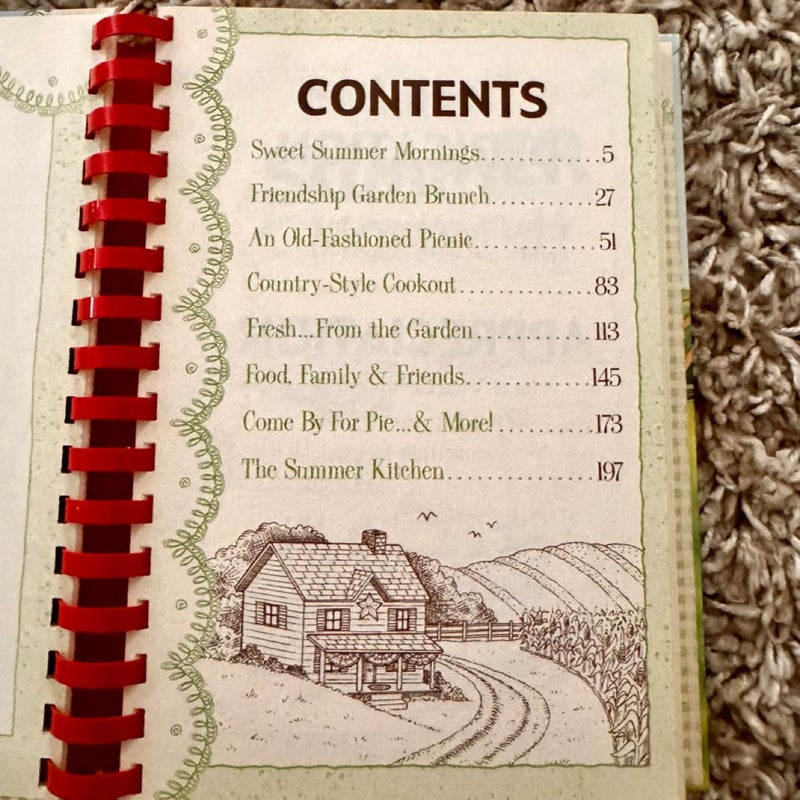 CONTENTS
Sweet Summer Mornings............5
Friendship Garden Brunch..........27
An Old-Fashioned Picnic............51
Country-Style Cookout.............83
Fresh...From the Garden...........113
Food, Family & Friends............145
Come By For Pie...& More!.........173
The Summer Kitchen..............197